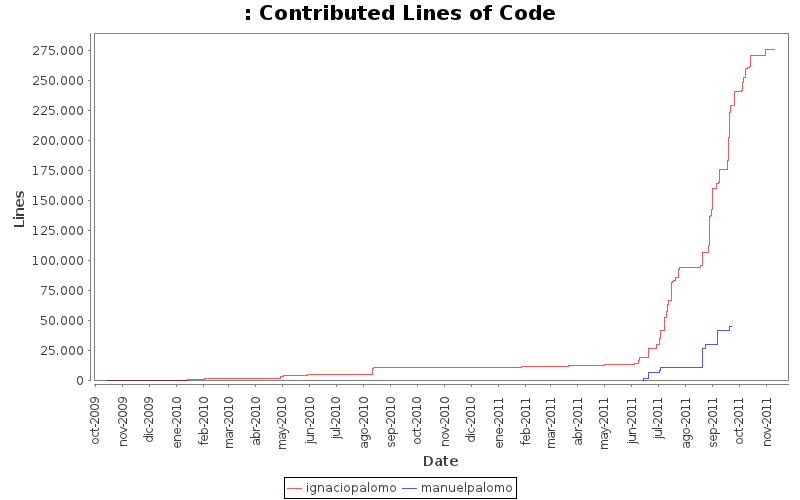 : Contributed Lines of Code
Lines
275.000
250.000
225.000
200.000
175.000
150.000
125.000
100.000
75.000
50.000
25.000
0
oct-2009
nov-2009
dic-2009
ene-2010
feb-2010
mar-2010
abr-2010
may-2010
jun-2010
jul-2010
ago-2010
sep-2010
oct-2010
nov-2010
dic-2010
ene-2011
feb-2011
mar-2011
abr-2011
may-2011
jun-2011
jul-2011
ago-2011
sep-2011
oct-2011
nov-2011
Date
ignaciopalomo
manuelpalomo